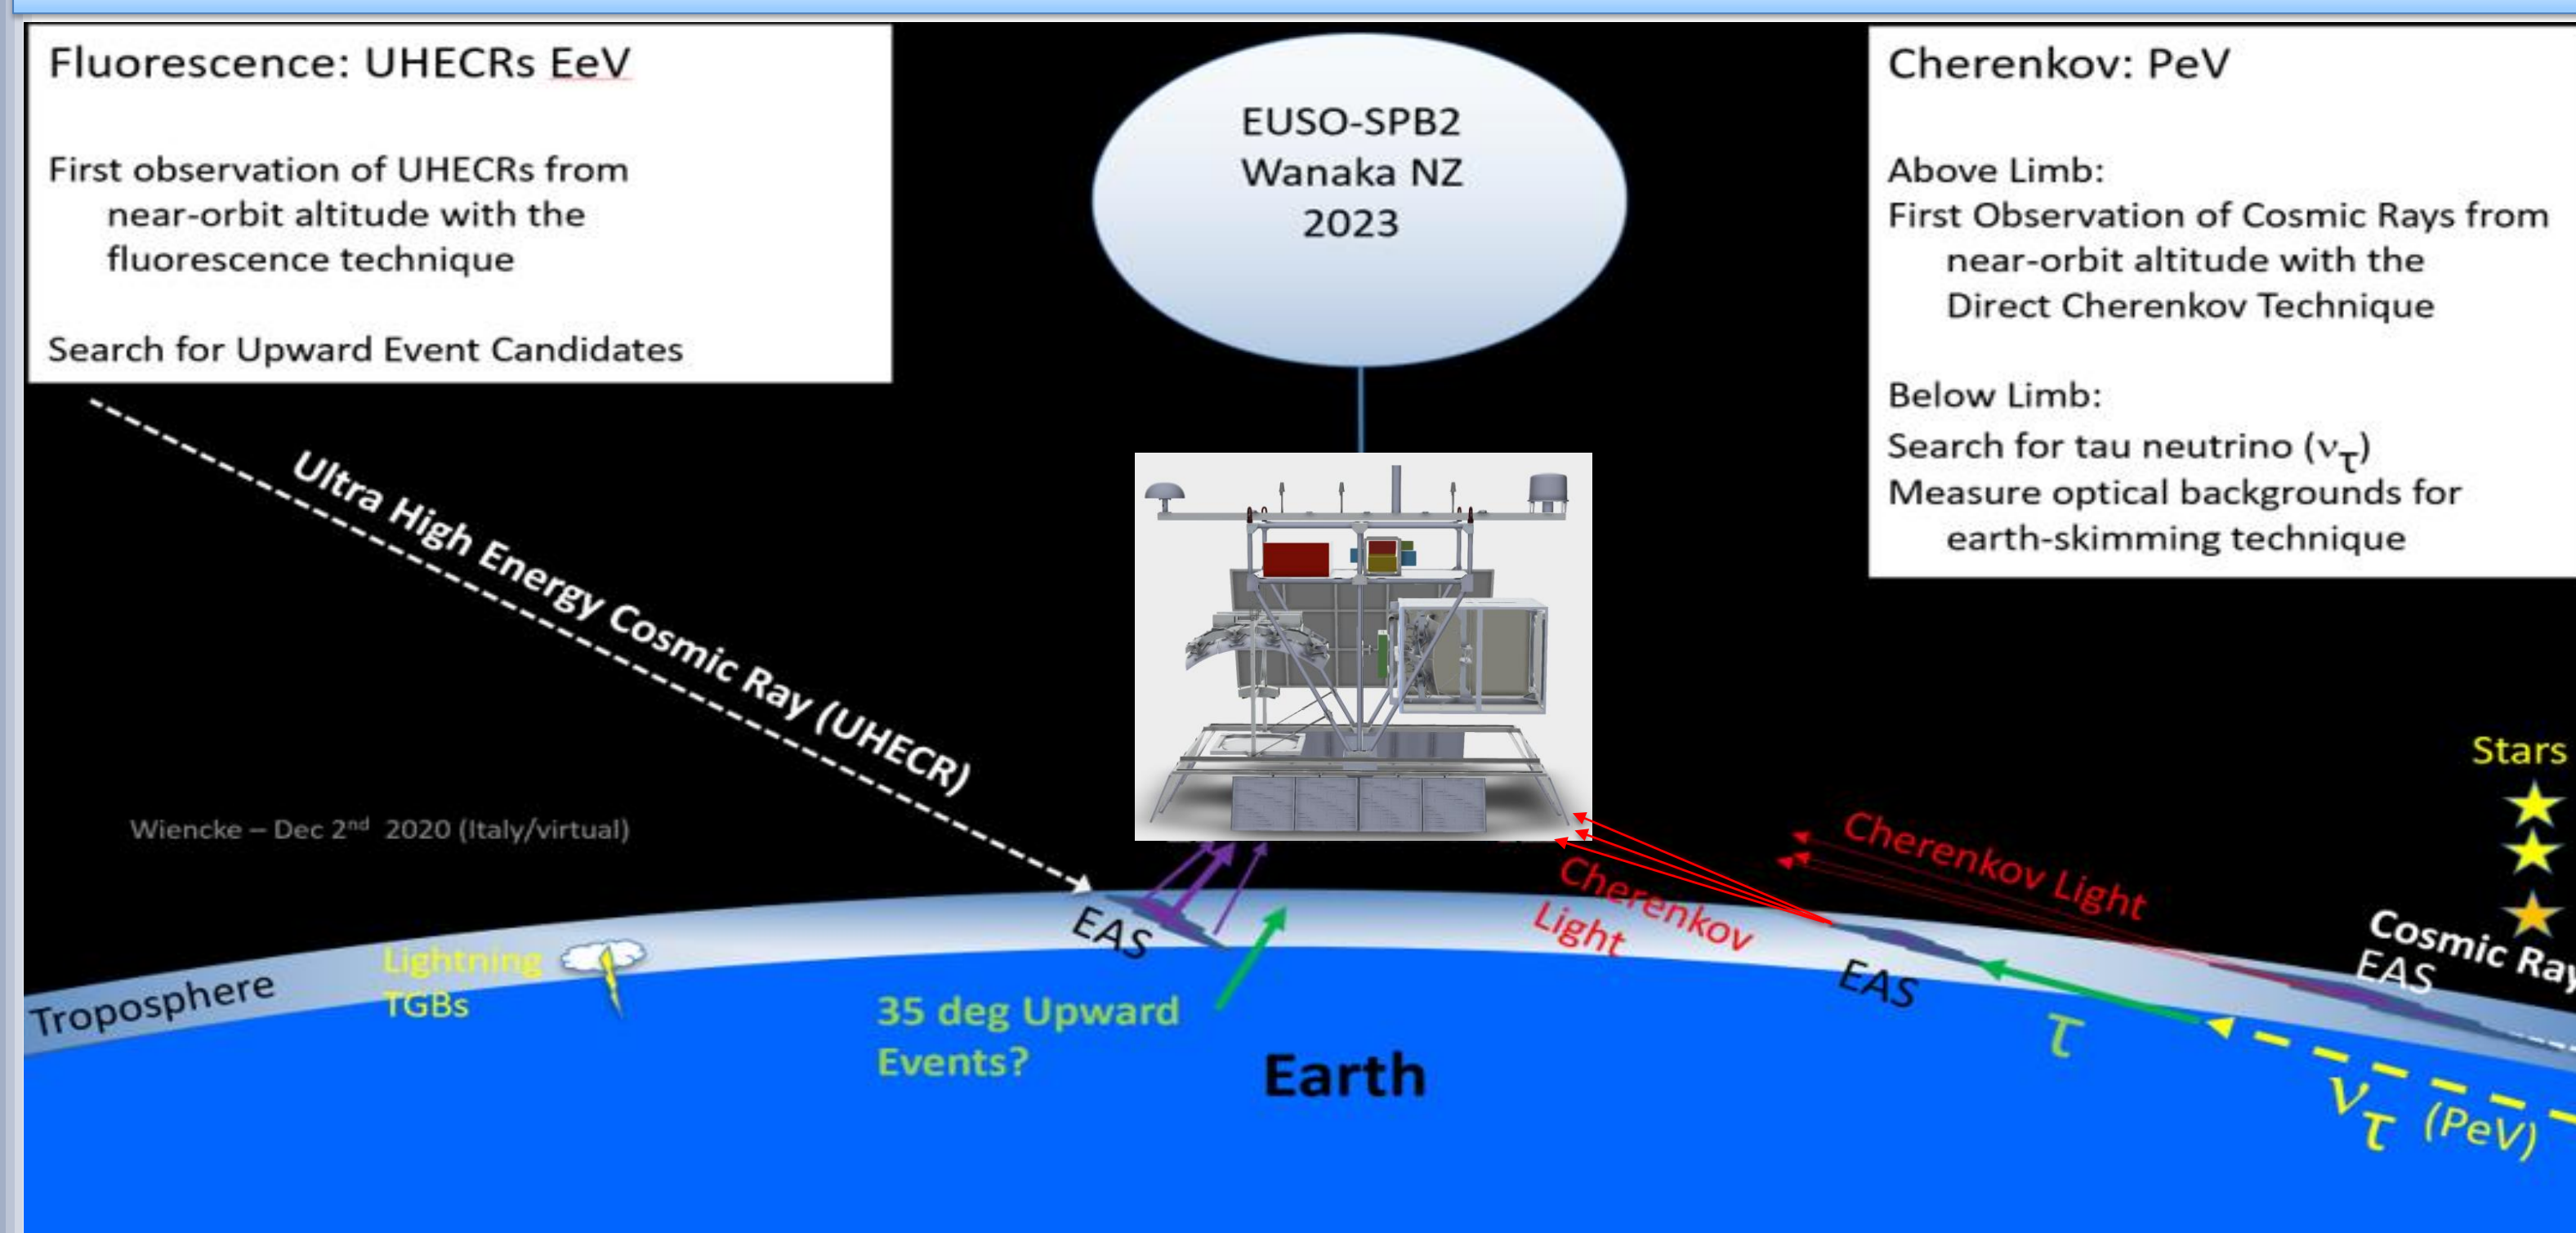 Fluorescence: UHECRs EeV
First observation of UHECRs from
near-orbit altitude with the
fluorescence technique
Search for Upward Event Candidates
EUSO-SPB2
Wanaka NZ
2023
Cherenkov: PeV
Above Limb:
First Observation of Cosmic Rays from
near-orbit altitude with the
Direct Cherenkov Technique
Below Limb:
Search for tau neutrino (ντ)
Measure optical backgrounds for
earth-skimming technique
Ultra High Energy Cosmic Ray (UHECR)
Wiencke – Dec 2nd 2020 (Italy/virtual)
Stars
Cherenkov Light
Cherenkov
Light
Cosmic Ray
EAS
EAS
EAS
Lightning
TGBs
Troposphere
35 deg Upward
Events?
Earth
τ
ντ (PeV)